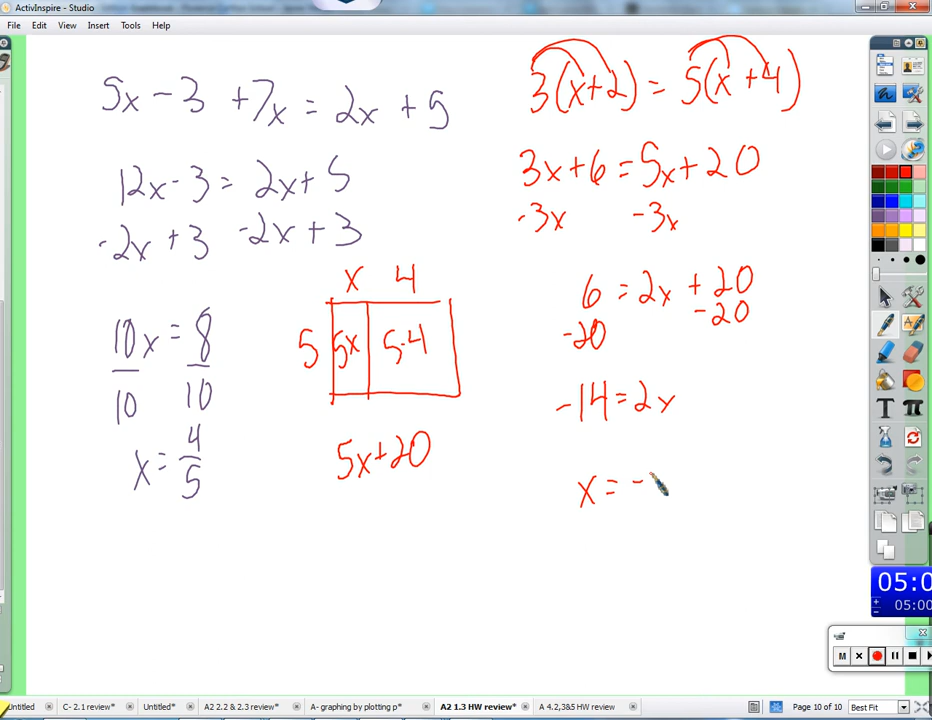 ActivInspire - Studio
File Edit View Insert Tools Help
5x - 3 + 7x = 2x + 5
12x - 3 = 2x + 5
-2x + 3 -2x + 3
10x = 8
10 10
x = 4/5
x 4
5 5x 5·4
5x + 20
3(x+2) = 5(x+4)
3x + 6 = 5x + 20
-3x -3x
6 = 2x + 20
-20 -20
-14 = 2x
x = -
05:0
05:00
M
ntitled C- 2.1 review* Untitled* A2 2.2 & 2.3 review* A- graphing by plotting p* A2 1.3 HW review* A 4.2,3&5 HW review Page 10 of 10 Best Fit